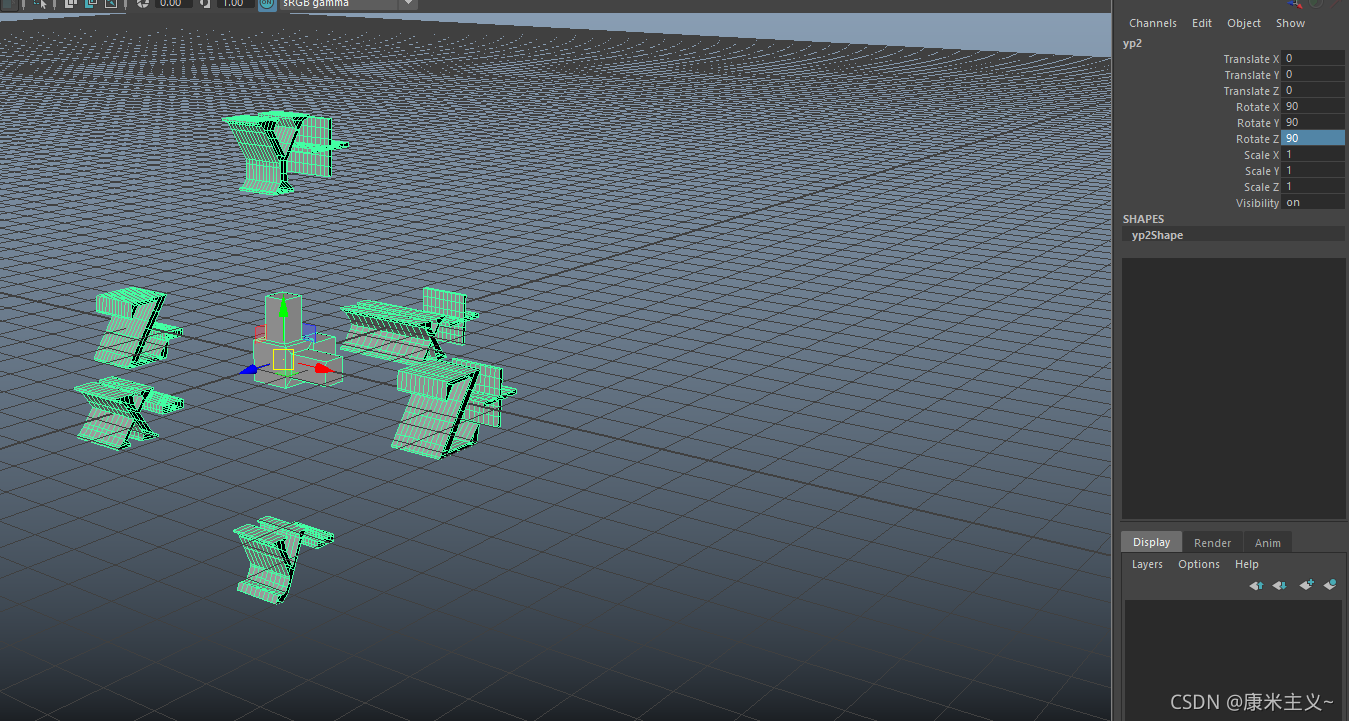 0.00 1.00 ON sRGB gamma
Channels Edit Object Show
yp2
Translate X 0
Translate Y 0
Translate Z 0
Rotate X 90
Rotate Y 90
Rotate Z 90
Scale X 1
Scale Y 1
Scale Z 1
Visibility on
SHAPES
yp2Shape
Display Render Anim
Layers Options Help
CSDN @康米主义~